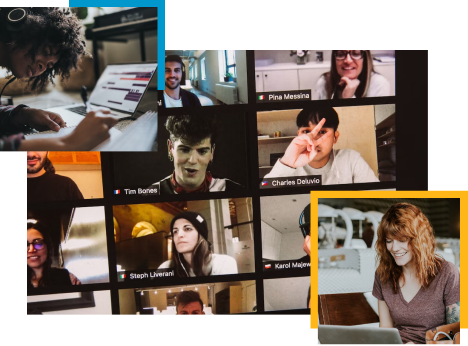 Pina Messina
Tim Bones
Charles Deluvio
Steph Liverani
Karol Majew